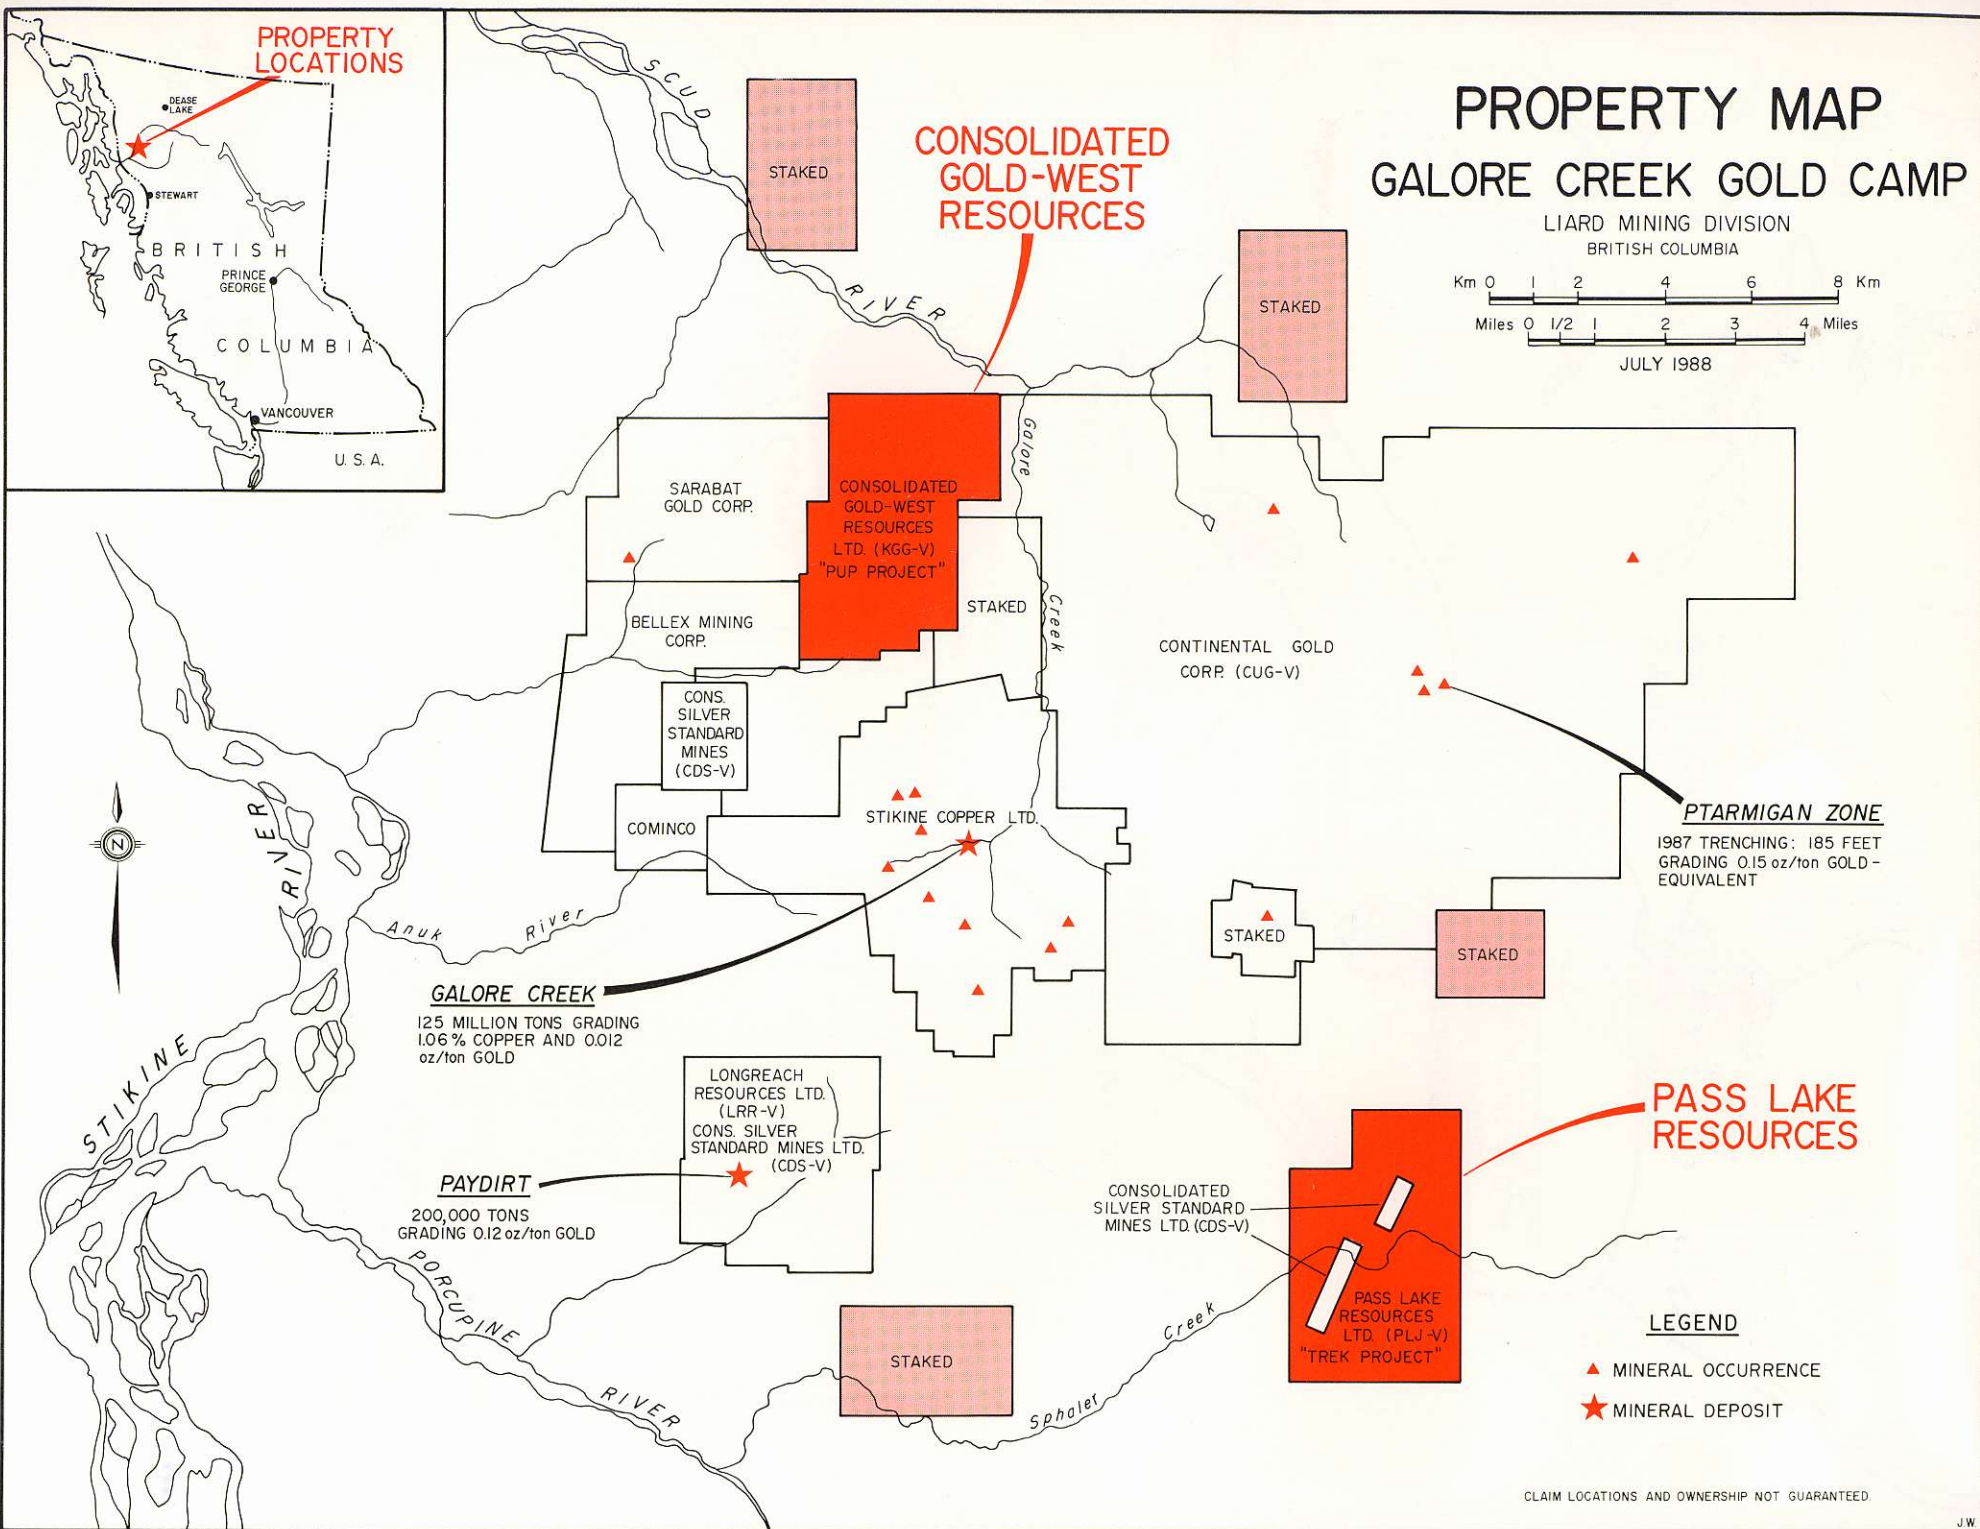 PROPERTY MAP
GALORE CREEK GOLD CAMP
LIARD MINING DIVISION
BRITISH COLUMBIA
Km 0 1 2 4 6 8 Km
Miles 0 1/2 1 2 3 4 Miles
JULY 1988
PROPERTY
LOCATIONS
DEASE
LAKE
STEWART
BRITISH
PRINCE
GEORGE
COLUMBIA
VANCOUVER
U.S.A.
SCUD
RIVER
STAKED
CONSOLIDATED
GOLD-WEST
RESOURCES
STAKED
SARABAT
GOLD CORP.
CONSOLIDATED
GOLD-WEST
RESOURCES
LTD. (KGG-V)
"PUP PROJECT"
Galore
Creek
STAKED
BELLEX MINING
CORP.
CONTINENTAL GOLD
CORP. (CUG-V)
CONS.
SILVER
STANDARD
MINES
(CDS-V)
COMINCO
STIKINE COPPER LTD.
PTARMIGAN ZONE
1987 TRENCHING: 185 FEET
GRADING 0.15 oz/ton GOLD-
EQUIVALENT
N
STIKINE
RIVER
Anuk River
STAKED
STAKED
GALORE CREEK
125 MILLION TONS GRADING
1.06% COPPER AND 0.012
oz/ton GOLD
LONGREACH
RESOURCES LTD.
(LRR-V)
CONS. SILVER
STANDARD MINES LTD.
(CDS-V)
PAYDIRT
200,000 TONS
GRADING 0.12 oz/ton GOLD
PORCUPINE
RIVER
STAKED
Sphaler Creek
PASS LAKE
RESOURCES
CONSOLIDATED
SILVER STANDARD
MINES LTD. (CDS-V)
PASS LAKE
RESOURCES
LTD. (PLJ-V)
"TREK PROJECT"
LEGEND
MINERAL OCCURRENCE
MINERAL DEPOSIT
CLAIM LOCATIONS AND OWNERSHIP NOT GUARANTEED.
J.W.